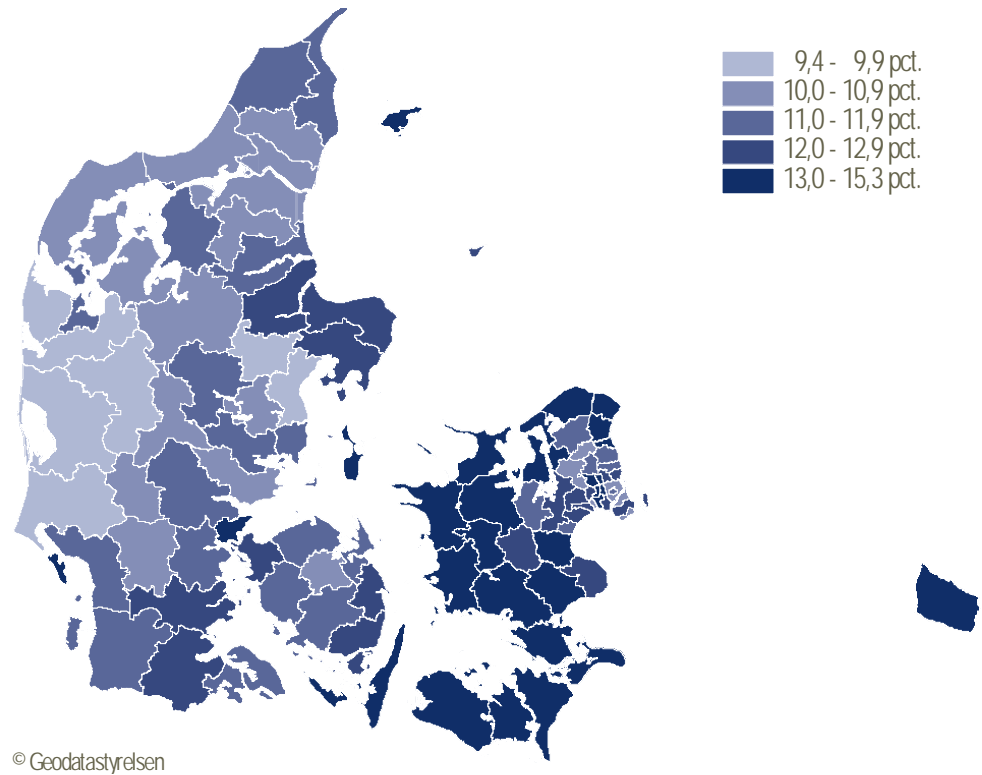 9,4 - 9,9 pct.
10,0 - 10,9 pct.
11,0 - 11,9 pct.
12,0 - 12,9 pct.
13,0 - 15,3 pct.
© Geodatastyrelsen